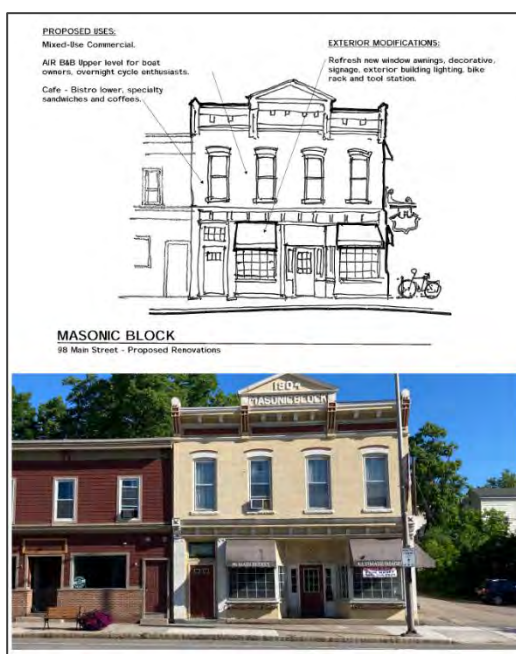 PROPOSED USES:
Mixed-Use Commercial.
AIR B&B Upper level for boat
owners, overnight cycle enthusiasts.
Cafe - Bistro lower, specialty
sandwiches and coffees.
EXTERIOR MODIFICATIONS:
Refresh new window awnings, decorative,
signage, exterior building lighting, bike
rack and tool station.
MASONIC BLOCK
98 Main Street - Proposed Renovations
MASONIC BLOCK